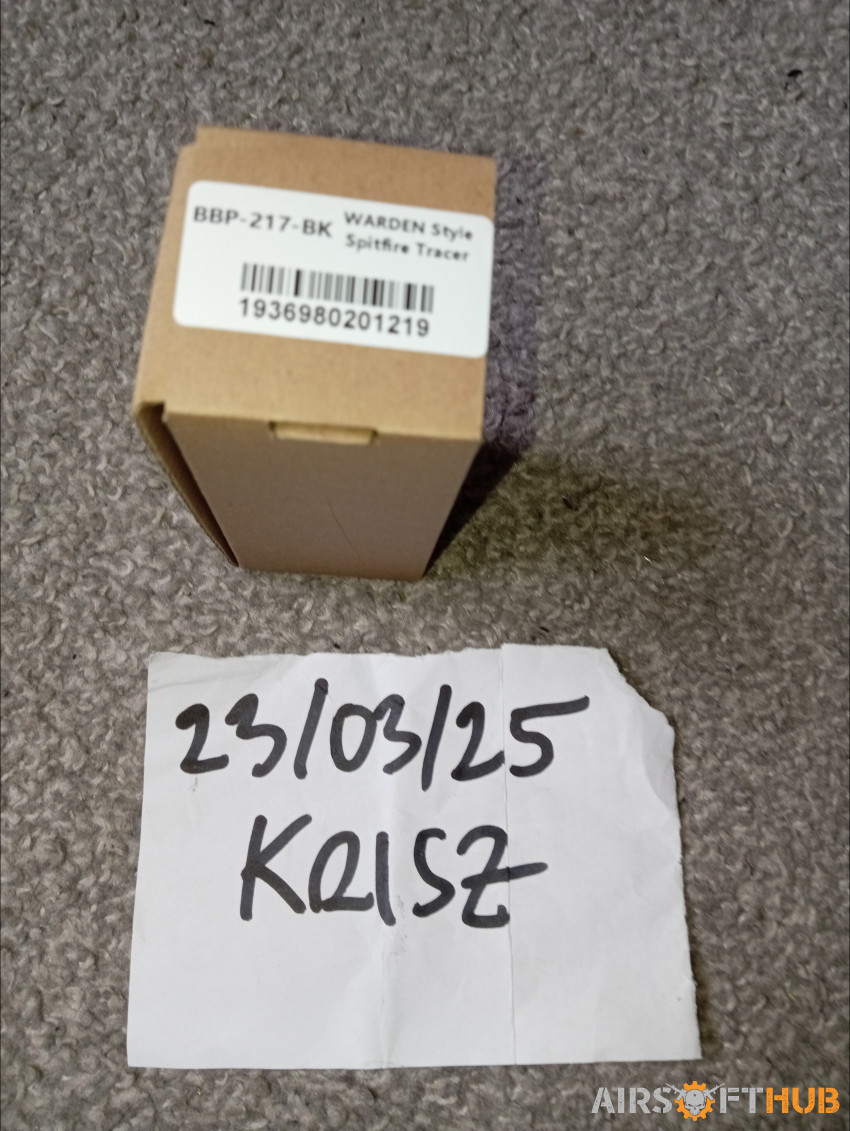 BBP-217-BK WARDEN Style
Spitfire Tracer
1936980201219
23/03/25
KRISZ
AIRSOFTHUB